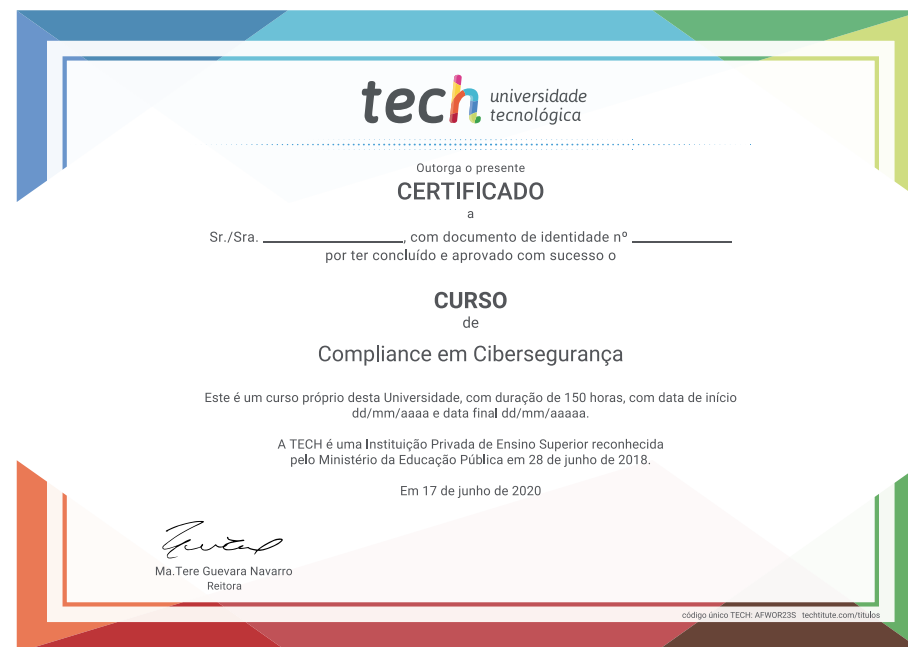 tech universidade
tecnológica
Outorga o presente
CERTIFICADO
a
Sr./Sra. ____________, com documento de identidade nº ____________
por ter concluído e aprovado com sucesso o
CURSO
de
Compliance em Cibersegurança
Este é um curso próprio desta Universidade, com duração de 150 horas, com data de início
dd/mm/aaaa e data final dd/mm/aaaaa.
A TECH é uma Instituição Privada de Ensino Superior reconhecida
pelo Ministério da Educação Pública em 28 de junho de 2018.
Em 17 de junho de 2020
Ma.Tere Guevara Navarro
Reitora
código único TECH: AFWOR23S techtitute.com/titulos